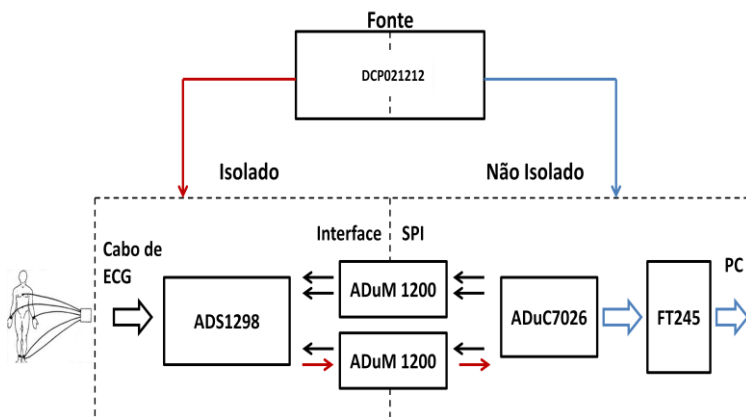 Fonte
DCP021212
Isolado
Não Isolado
Interface
SPI
Cabo de
ECG
PC
ADS1298
ADuM 1200
ADuM 1200
ADuC7026
FT245